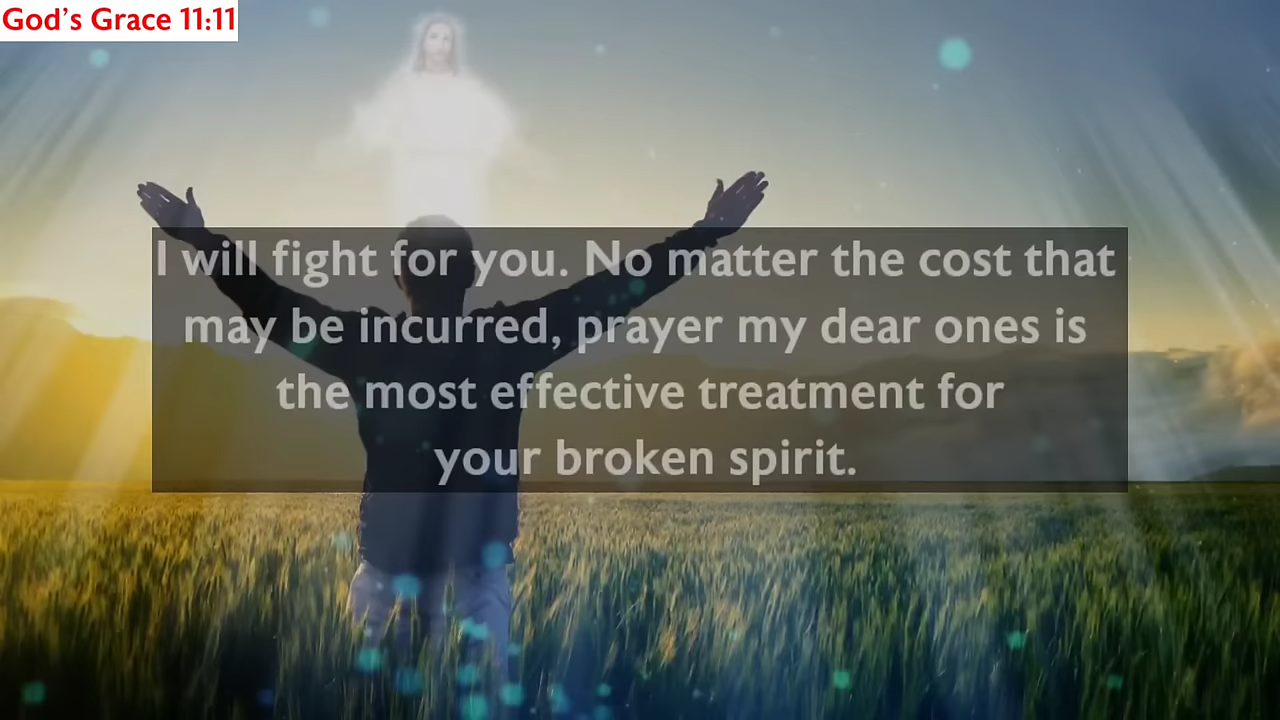 God's Grace 11:11
I will fight for you. No matter the cost that
may be incurred, prayer my dear ones is
the most effective treatment for
your broken spirit.